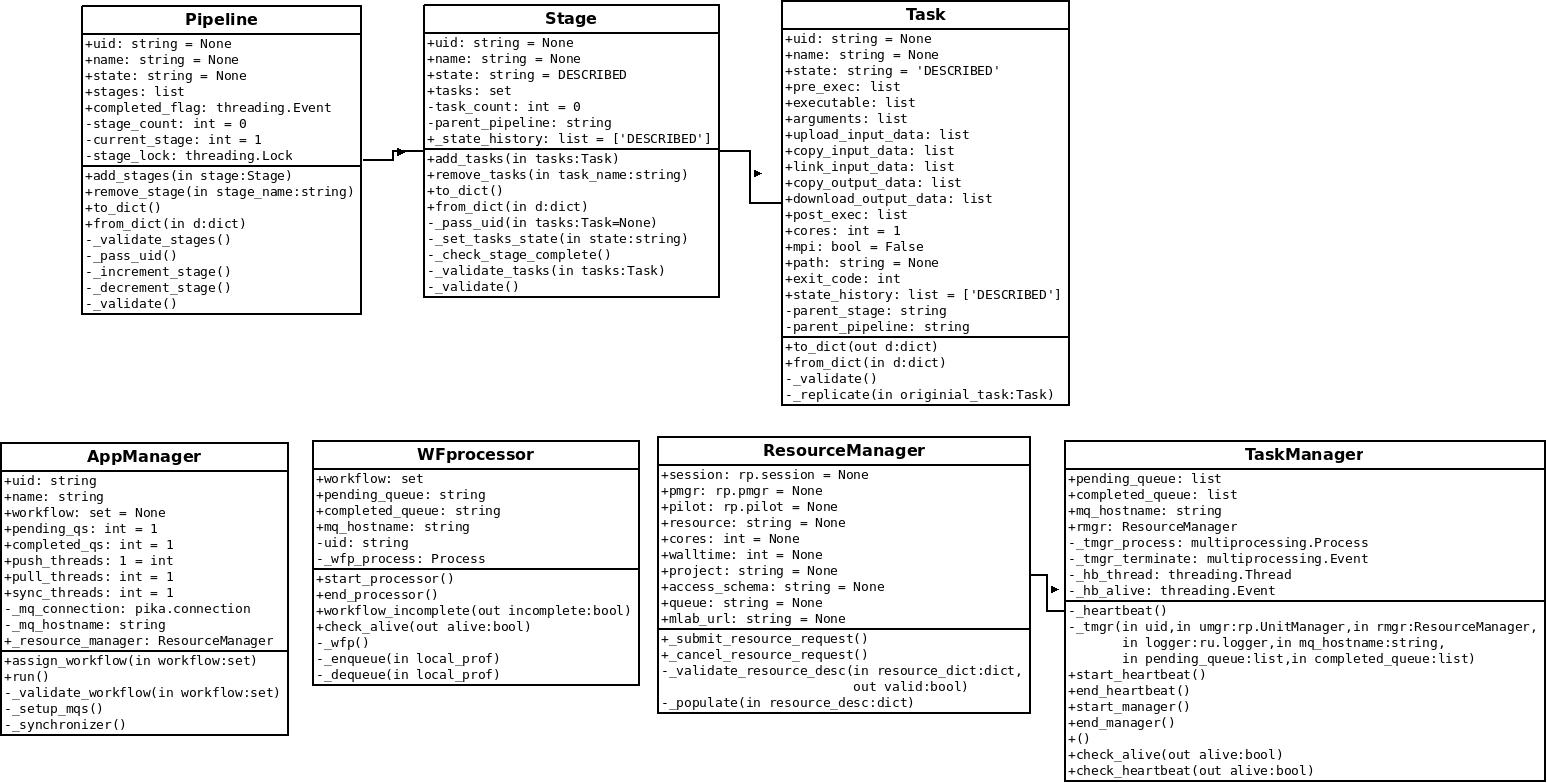 Pipeline
+uid: string = None
+name: string = None
+state: string = None
+stages: list
+completed_flag: threading.Event
-stage_count: int = 0
-current_stage: int = 1
-stage_lock: threading.Lock
+add_stages(in stage:Stage)
+remove_stage(in stage_name:string)
+to_dict()
+from_dict(in d:dict)
-_validate_stages()
-_pass_uid()
-_increment_stage()
-_decrement_stage()
-_validate()
Stage
+uid: string = None
+name: string = None
+state: string = DESCRIBED
+tasks: set
-task_count: int = 0
-parent_pipeline: string
+_state_history: list = ['DESCRIBED']
+add_tasks(in tasks:Task)
+remove_tasks(in task_name:string)
+to_dict()
+from_dict(in d:dict)
-_pass_uid(in tasks:Task=None)
-_set_tasks_state(in state:string)
-_check_stage_complete()
-_validate_tasks(in tasks:Task)
-_validate()
Task
+uid: string = None
+name: string = None
+state: string = 'DESCRIBED'
+pre_exec: list
+executable: list
+arguments: list
+upload_input_data: list
+copy_input_data: list
+link_input_data: list
+copy_output_data: list
+download_output_data: list
+post_exec: list
+cores: int = 1
+mpi: bool = False
+path: string = None
+exit_code: int
+state_history: list = ['DESCRIBED']
-parent_stage: string
-parent_pipeline: string
+to_dict(out d:dict)
+from_dict(in d:dict)
-_validate()
-_replicate(in originial_task:Task)
AppManager
+uid: string
+name: string
+workflow: set = None
+pending_qs: int = 1
+completed_qs: int = 1
+push_threads: 1 = int
+pull_threads: int = 1
+sync_threads: int = 1
-_mq_connection: pika.connection
-_mq_hostname: string
+_resource_manager: ResourceManager
+assign_workflow(in workflow:set)
+run()
-_validate_workflow(in workflow:set)
-_setup_mqs()
-_synchronizer()
WFprocessor
+workflow: set
+pending_queue: string
+completed_queue: string
+mq_hostname: string
-uid: string
-_wfp_process: Process
+start_processor()
+end_processor()
+workflow_incomplete(out incomplete:bool)
+check_alive(out alive:bool)
-_wfp()
-_enqueue(in local_prof)
-_dequeue(in local_prof)
ResourceManager
+session: rp.session = None
+pmgr: rp.pmgr = None
+pilot: rp.pilot = None
+resource: string = None
+cores: int = None
+walltime: int = None
+project: string = None
+access_schema: string = None
+queue: string = None
+mlab_url: string = None
+_submit_resource_request()
+_cancel_resource_request()
-_validate_resource_desc(in resource_dict:dict,
out valid:bool)
-_populate(in resource_desc:dict)
TaskManager
+pending_queue: list
+completed_queue: list
+mq_hostname: string
+rmgr: ResourceManager
-_tmgr_process: multiprocessing.Process
-_tmgr_terminate: multiprocessing.Event
-_hb_thread: threading.Thread
-_hb_alive: threading.Event
-_heartbeat()
-_tmgr(in uid,in umgr:rp.UnitManager,in rmgr:ResourceManager,
in logger:ru.logger,in mq_hostname:string,
in pending_queue:list,in completed_queue:list)
+start_heartbeat()
+end_heartbeat()
+start_manager()
+end_manager()
+()
+check_alive(out alive:bool)
+check_heartbeat(out alive:bool)